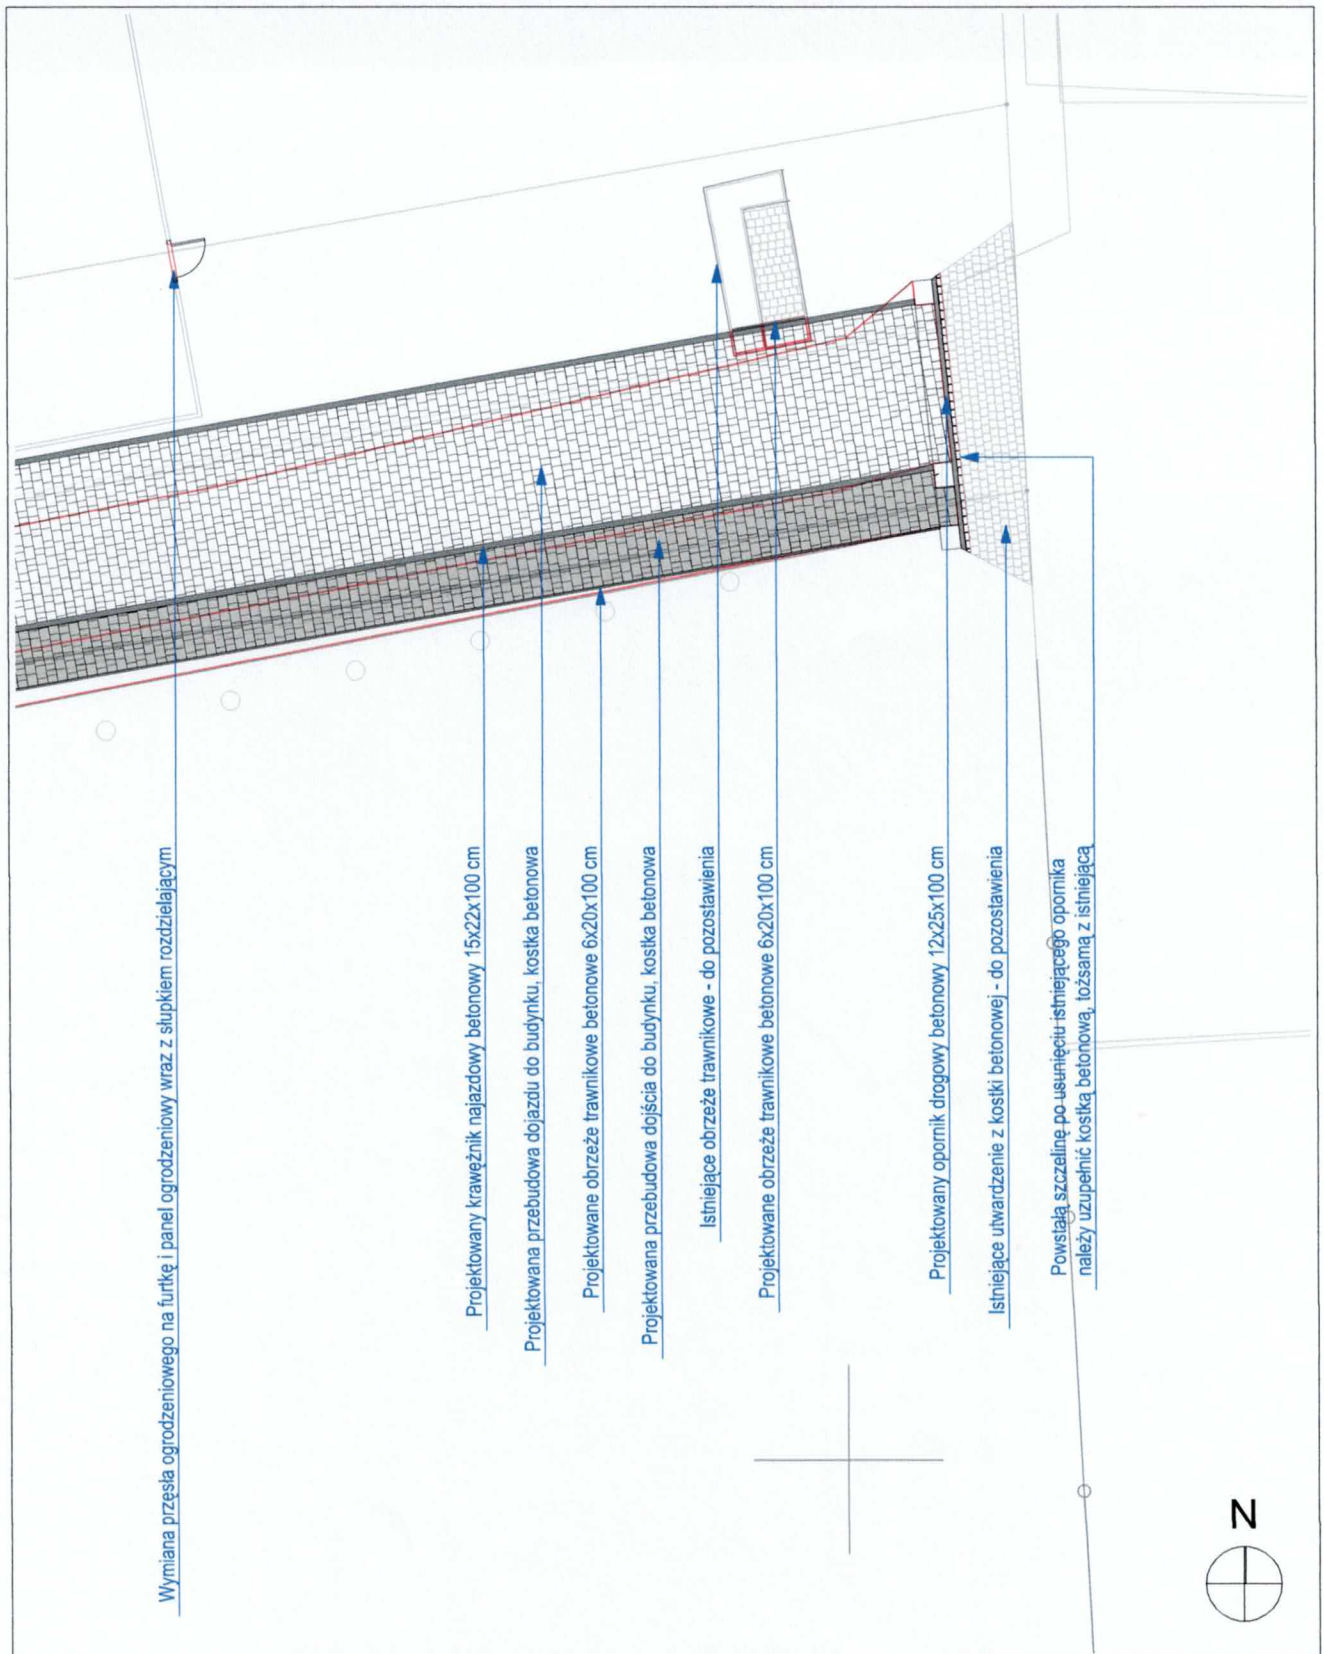 Wymiana przęsła ogrodzeniowego na furtkę i panel ogrodzeniowy wraz z słupkiem rozdzielającym
Projektowany krawężnik najazdowy betonowy 15x22x100 cm
Projektowana przebudowa dojazdu do budynku, kostka betonowa
Projektowane obrzeże trawnikowe betonowe 6x20x100 cm
Projektowana przebudowa dojścia do budynku, kostka betonowa
Istniejące obrzeże trawnikowe - do pozostawienia
Projektowane obrzeże trawnikowe betonowe 6x20x100 cm
Projektowany opornik drogowy betonowy 12x25x100 cm
Istniejące utwardzenie z kostki betonowej - do pozostawienia
Powstałą szczelinę po usunięciu istniejącego opornika
należy uzupełnić kostką betonową, tożsamą z istniejącą
N